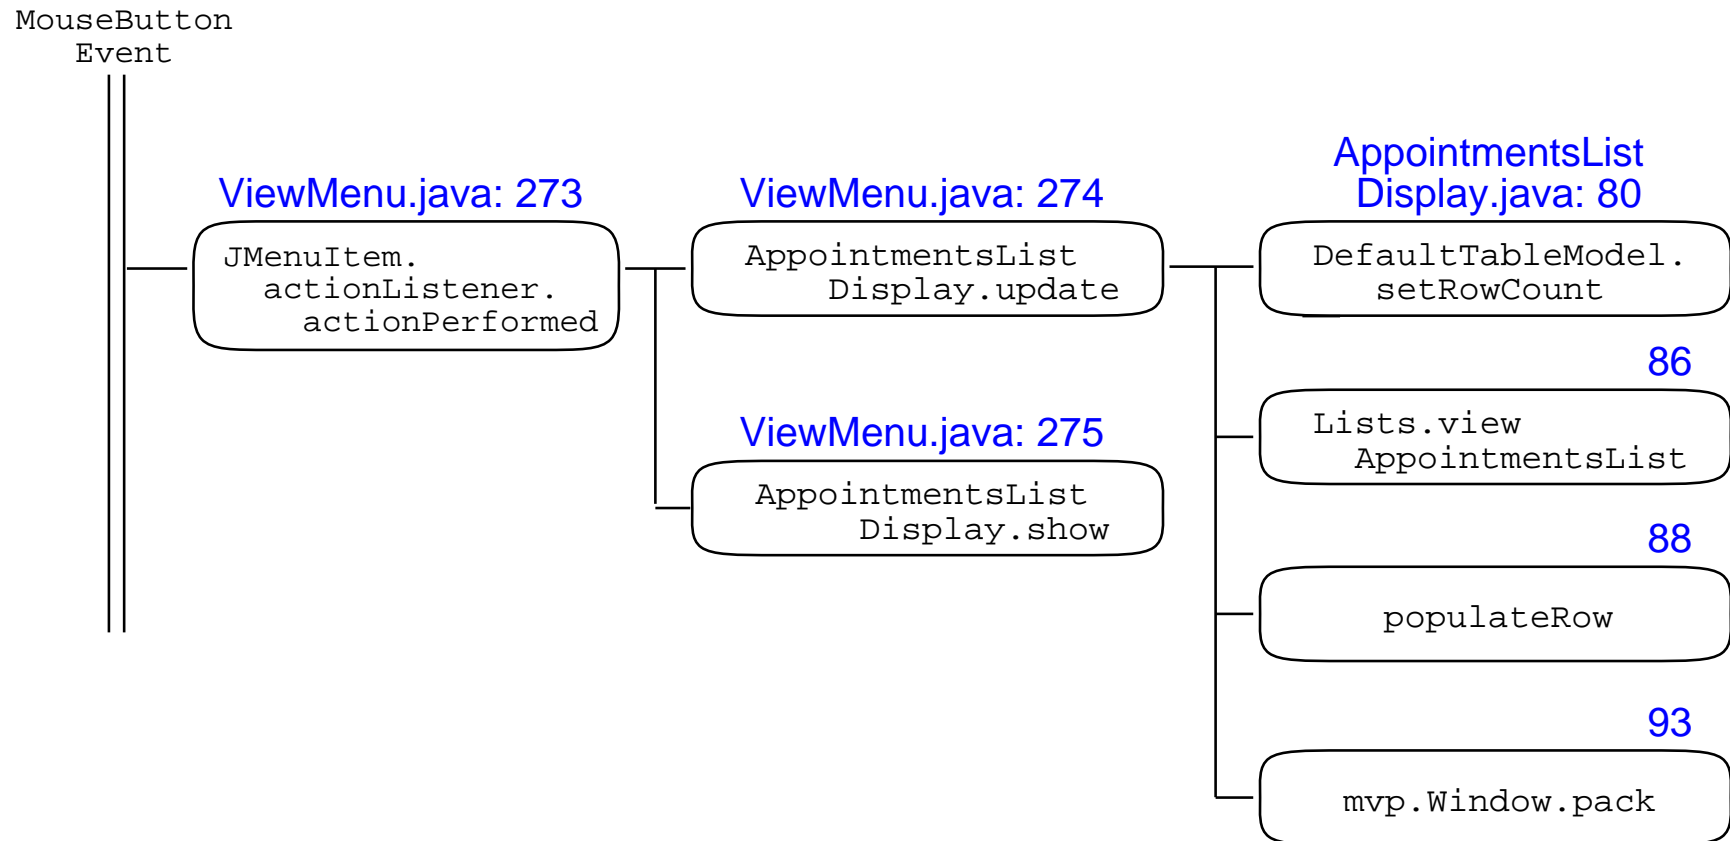 MouseButton
Event
ViewMenu.java: 273
JMenuItem.
actionListener.
actionPerformed
ViewMenu.java: 274
AppointmentsList
Display.update
ViewMenu.java: 275
AppointmentsList
Display.show
AppointmentsList
Display.java: 80
DefaultTableModel.
setRowCount
86
Lists.view
AppointmentsList
88
populateRow
93
mvp.Window.pack